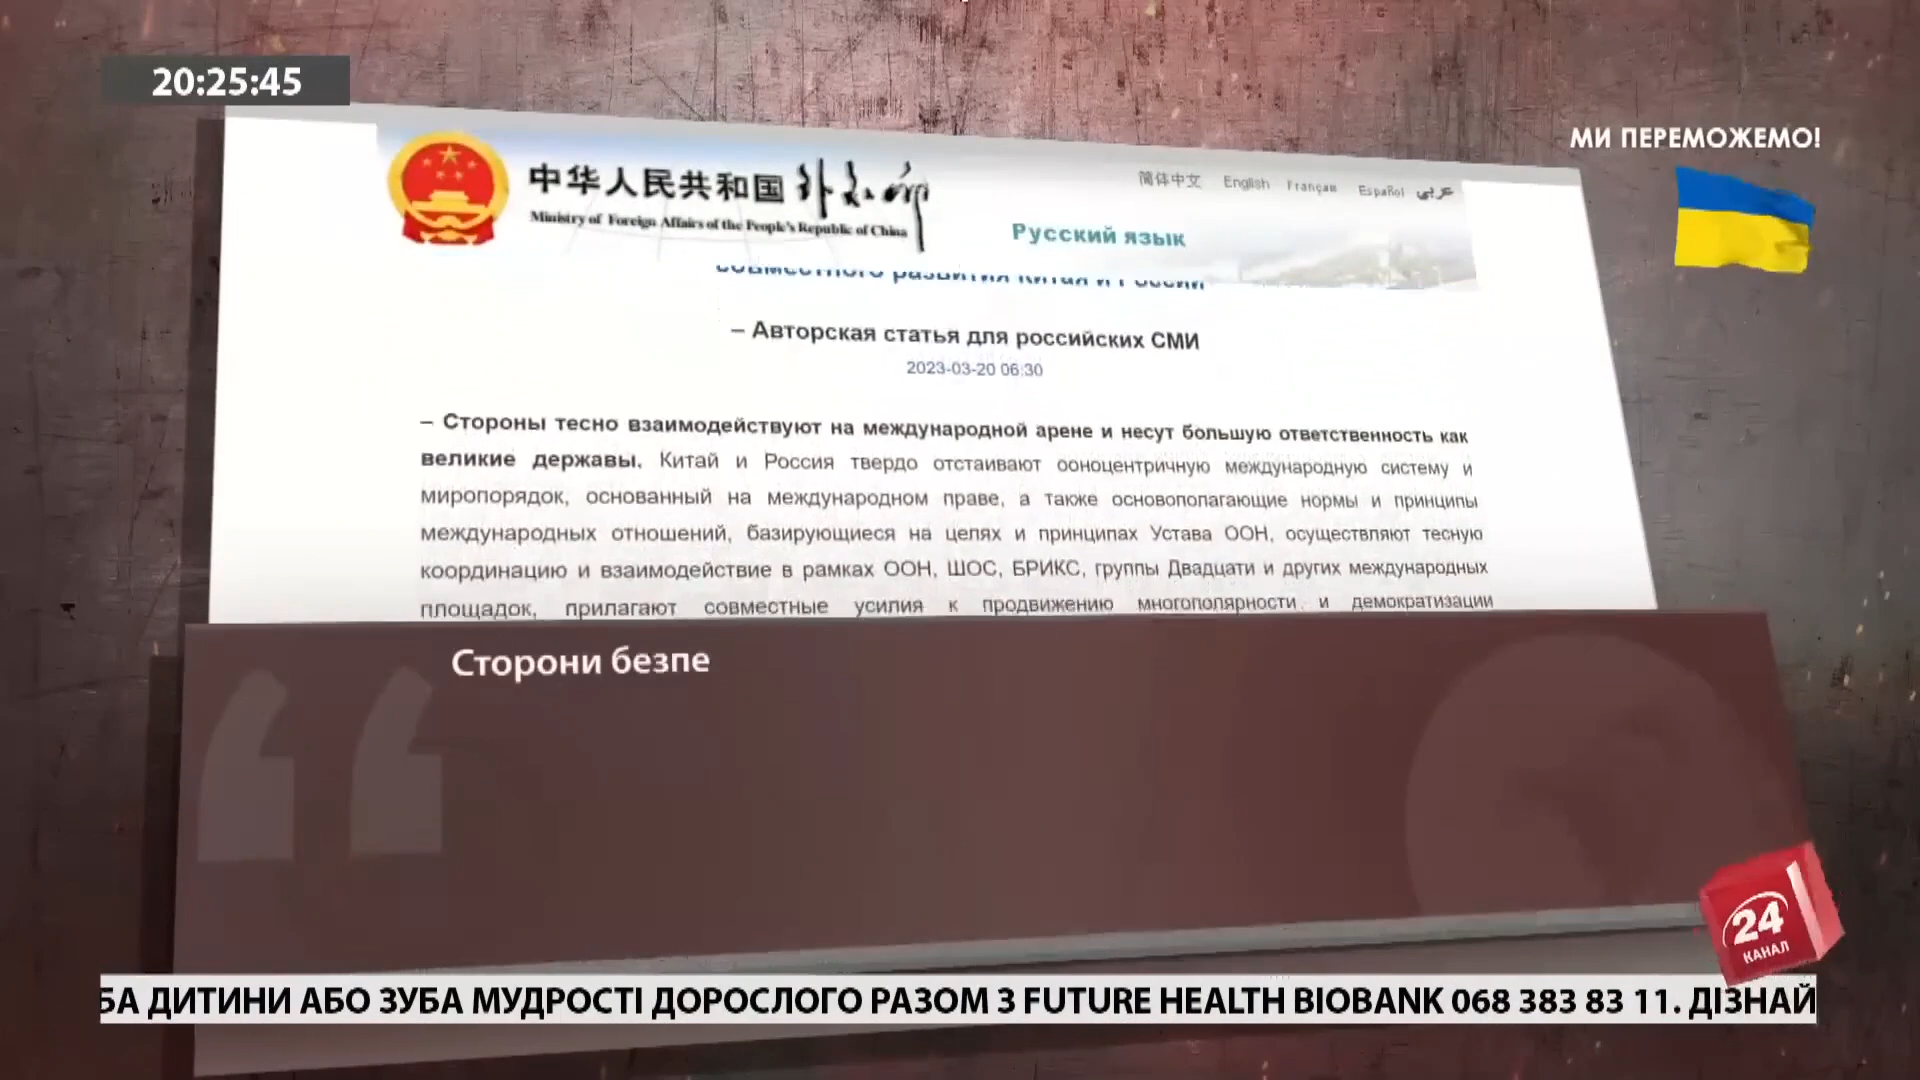 20:25:45
МИ ПЕРЕМОЖЕМО!
中华人民共和国外交部
Ministry of Foreign Affairs of the People's Republic of China
简体中文 English Français Español عربي
Русский язык
совместного развития Китая и России
– Авторская статья для российских СМИ
2023-03-20 06:30
– Стороны тесно взаимодействуют на международной арене и несут большую ответственность как
великие державы. Китай и Россия твердо отстаивают ооноцентричную международную систему и
миропорядок, основанный на международном праве, а также основополагающие нормы и принципы
международных отношений, базирующиеся на целях и принципах Устава ООН, осуществляют тесную
координацию и взаимодействие в рамках ООН, ШОС, БРИКС, группы Двадцати и других международных
площадок, прилагают совместные усилия к продвижению многополярности и демократизации
Сторони безпе
24
КАНАЛ
БА ДИТИНИ АБО ЗУБА МУДРОСТІ ДОРОСЛОГО РАЗОМ З FUTURE HEALTH BIOBANK 068 383 83 11. ДІЗНАЙ